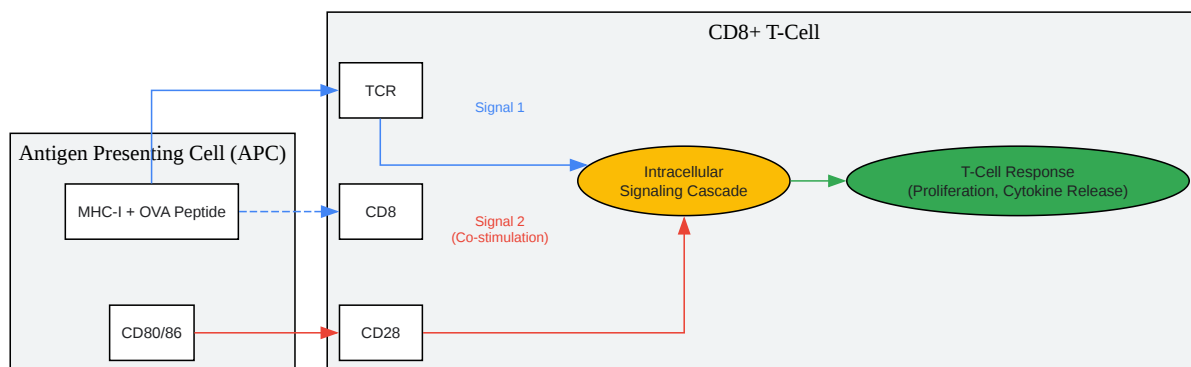 CD8+ T-Cell
TCR
Signal 1
Antigen Presenting Cell (APC)
Intracellular
Signaling Cascade
T-Cell Response
(Proliferation, Cytokine Release)
MHC-I + OVA Peptide
CD8
Signal 2
(Co-stimulation)
CD80/86
CD28